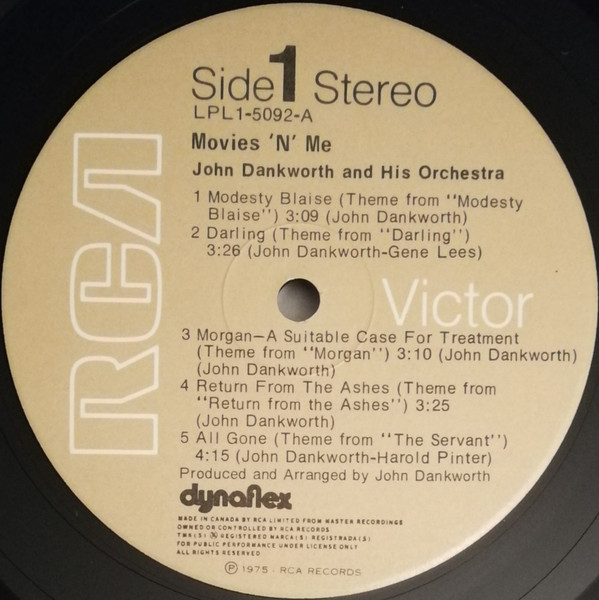 Side 1 Stereo
LPL1-5092-A
Movies 'N' Me
John Dankworth and His Orchestra
1 Modesty Blaise (Theme from "Modesty
Blaise") 3:09 (John Dankworth)
2 Darling (Theme from "Darling")
3:26 (John Dankworth-Gene Lees)
RCA
Victor
3 Morgan—A Suitable Case For Treatment
(Theme from "Morgan") 3:10 (John Dankworth)
(John Dankworth)
4 Return From The Ashes (Theme from
"Return from the Ashes") 3:25
(John Dankworth)
5 All Gone (Theme from "The Servant")
4:15 (John Dankworth-Harold Pinter)
Produced and Arranged by John Dankworth
dynaflex
MADE IN CANADA BY RCA LIMITED FROM MASTER RECORDINGS
OWNED OR CONTROLLED BY RCA RECORDS
TMK(S) ® REGISTERED MARCA(S) REGISTRADA(S)
FOR PUBLIC PERFORMANCE UNDER LICENSE ONLY
ALL RIGHTS RESERVED
℗ 1975 - RCA RECORDS